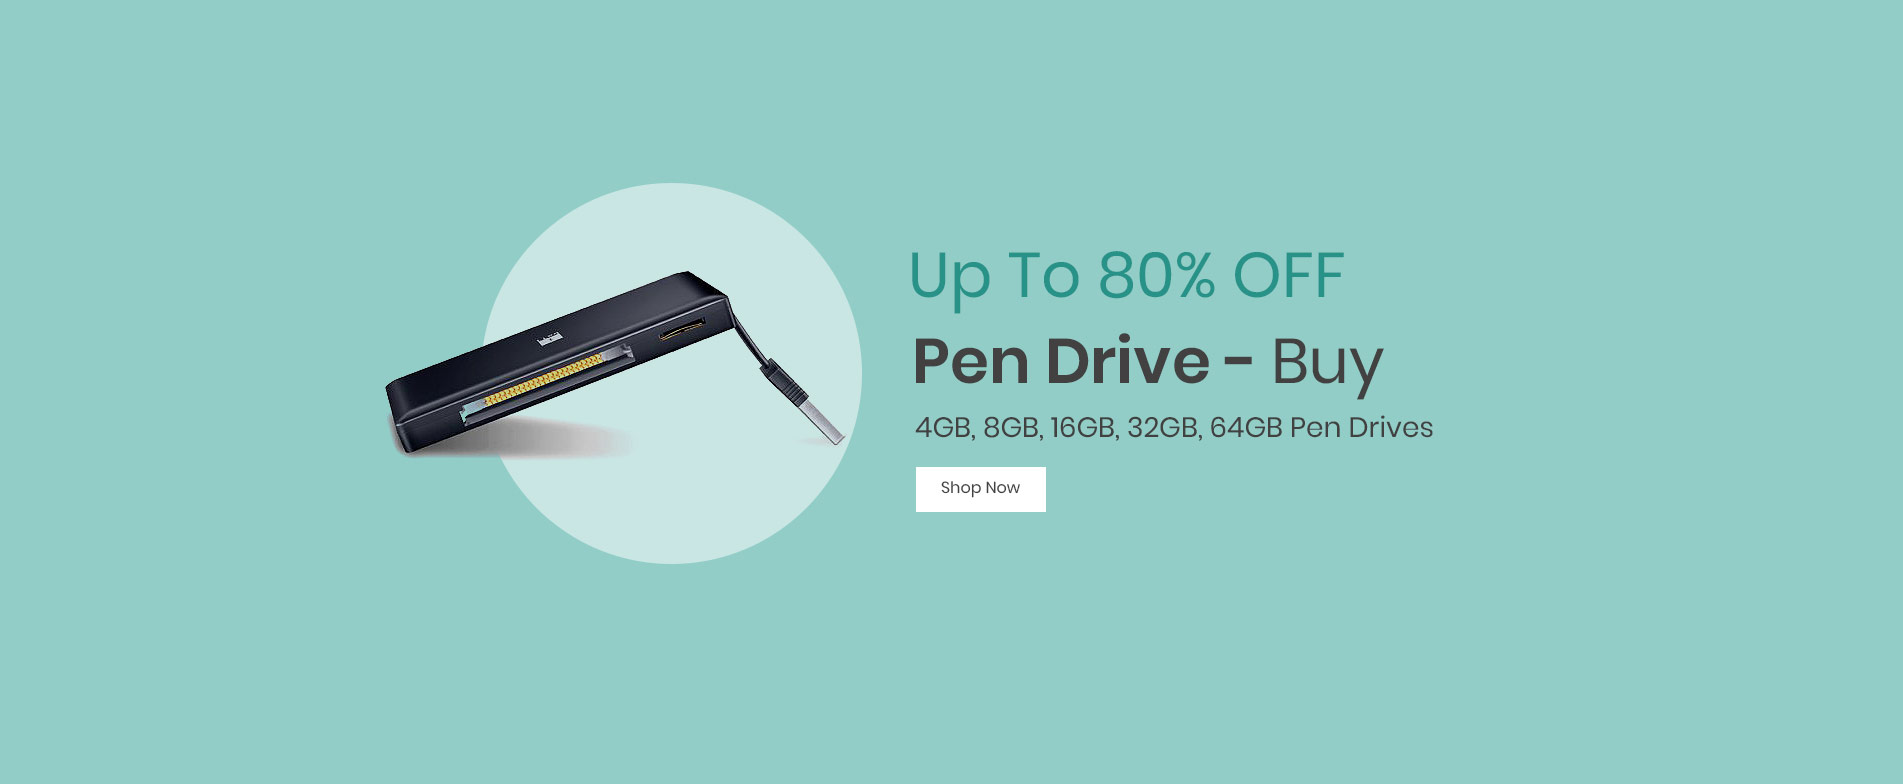 Up To 80% OFF
Pen Drive - Buy
4GB, 8GB, 16GB, 32GB, 64GB Pen Drives
Shop Now